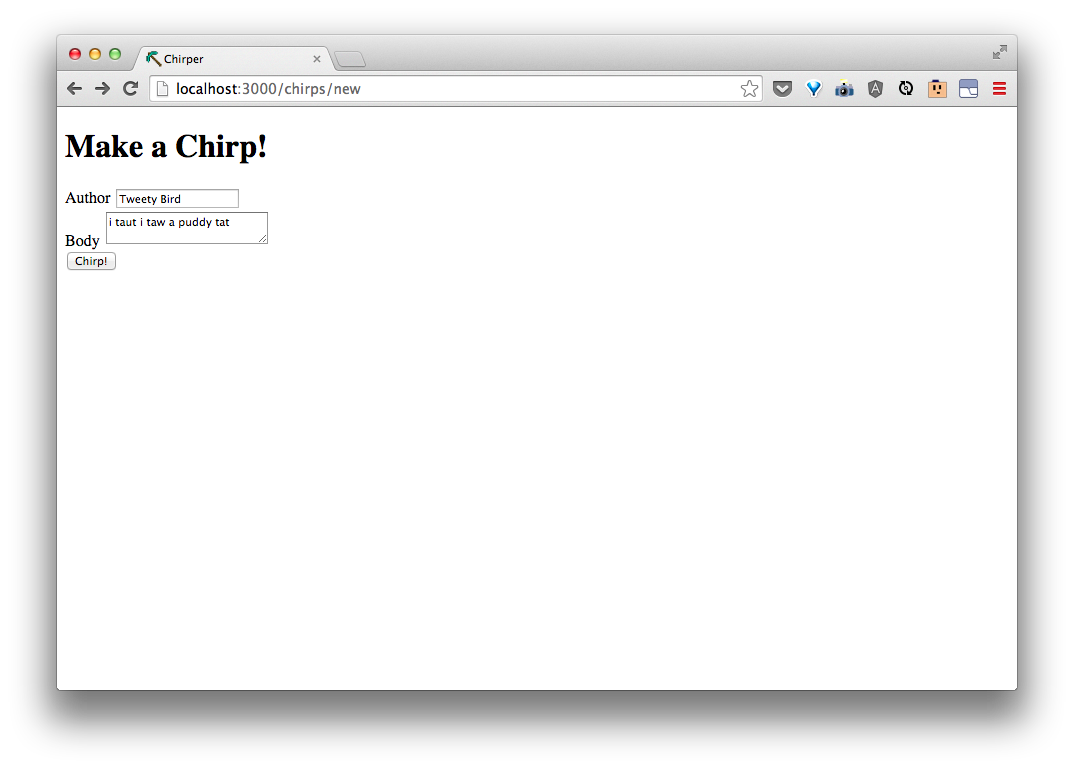 Chirper
localhost:3000/chirps/new
Make a Chirp!
Author Tweety Bird
Body i taut i taw a puddy tat
Chirp!